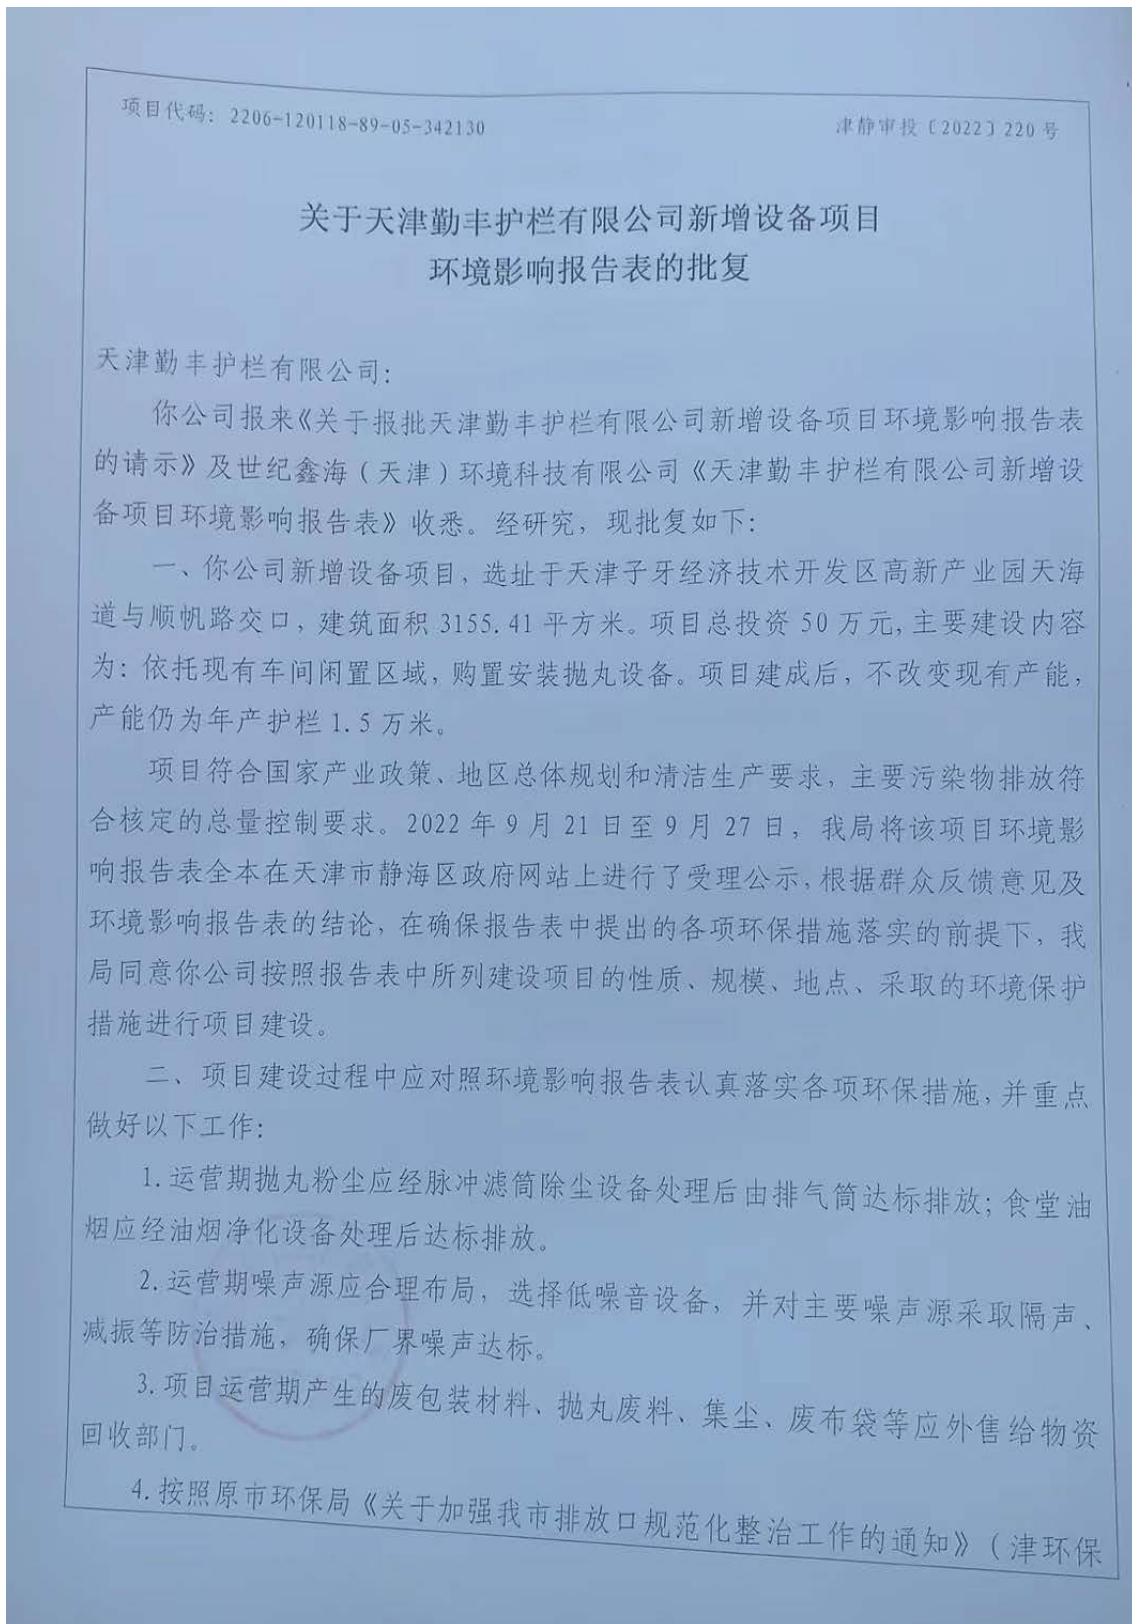 项目代码：2206-120118-89-05-342130
津静审投〔2022〕220号
关于天津勤丰护栏有限公司新增设备项目
环境影响报告表的批复
天津勤丰护栏有限公司：
你公司报来《关于报批天津勤丰护栏有限公司新增设备项目环境影响报告表
的请示》及世纪鑫海（天津）环境科技有限公司《天津勤丰护栏有限公司新增设
备项目环境影响报告表》收悉。经研究，现批复如下：
一、你公司新增设备项目，选址于天津子牙经济技术开发区高新产业园天海
道与顺帆路交口，建筑面积3155.41平方米。项目总投资50万元，主要建设内容
为：依托现有车间闲置区域，购置安装抛丸设备。项目建成后，不改变现有产能，
产能仍为年产护栏1.5万米。
项目符合国家产业政策、地区总体规划和清洁生产要求，主要污染物排放符
合核定的总量控制要求。2022年9月21日至9月27日，我局将该项目环境影
响报告表全本在天津市静海区政府网站上进行了受理公示，根据群众反馈意见及
环境影响报告表的结论，在确保报告表中提出的各项环保措施落实的前提下，我
局同意你公司按照报告表中所列建设项目的性质、规模、地点、采取的环境保护
措施进行项目建设。
二、项目建设过程中应对照环境影响报告表认真落实各项环保措施，并重点
做好以下工作：
1.运营期抛丸粉尘应经脉冲滤筒除尘设备处理后由排气筒达标排放；食堂油
烟应经油烟净化设备处理后达标排放。
2.运营期噪声源应合理布局，选择低噪音设备，并对主要噪声源采取隔声、
减振等防治措施，确保厂界噪声达标。
3.项目运营期产生的废包装材料、抛丸废料、集尘、废布袋等应外售给物资
回收部门。
4.按照原市环保局《关于加强我市排放口规范化整治工作的通知》（津环保